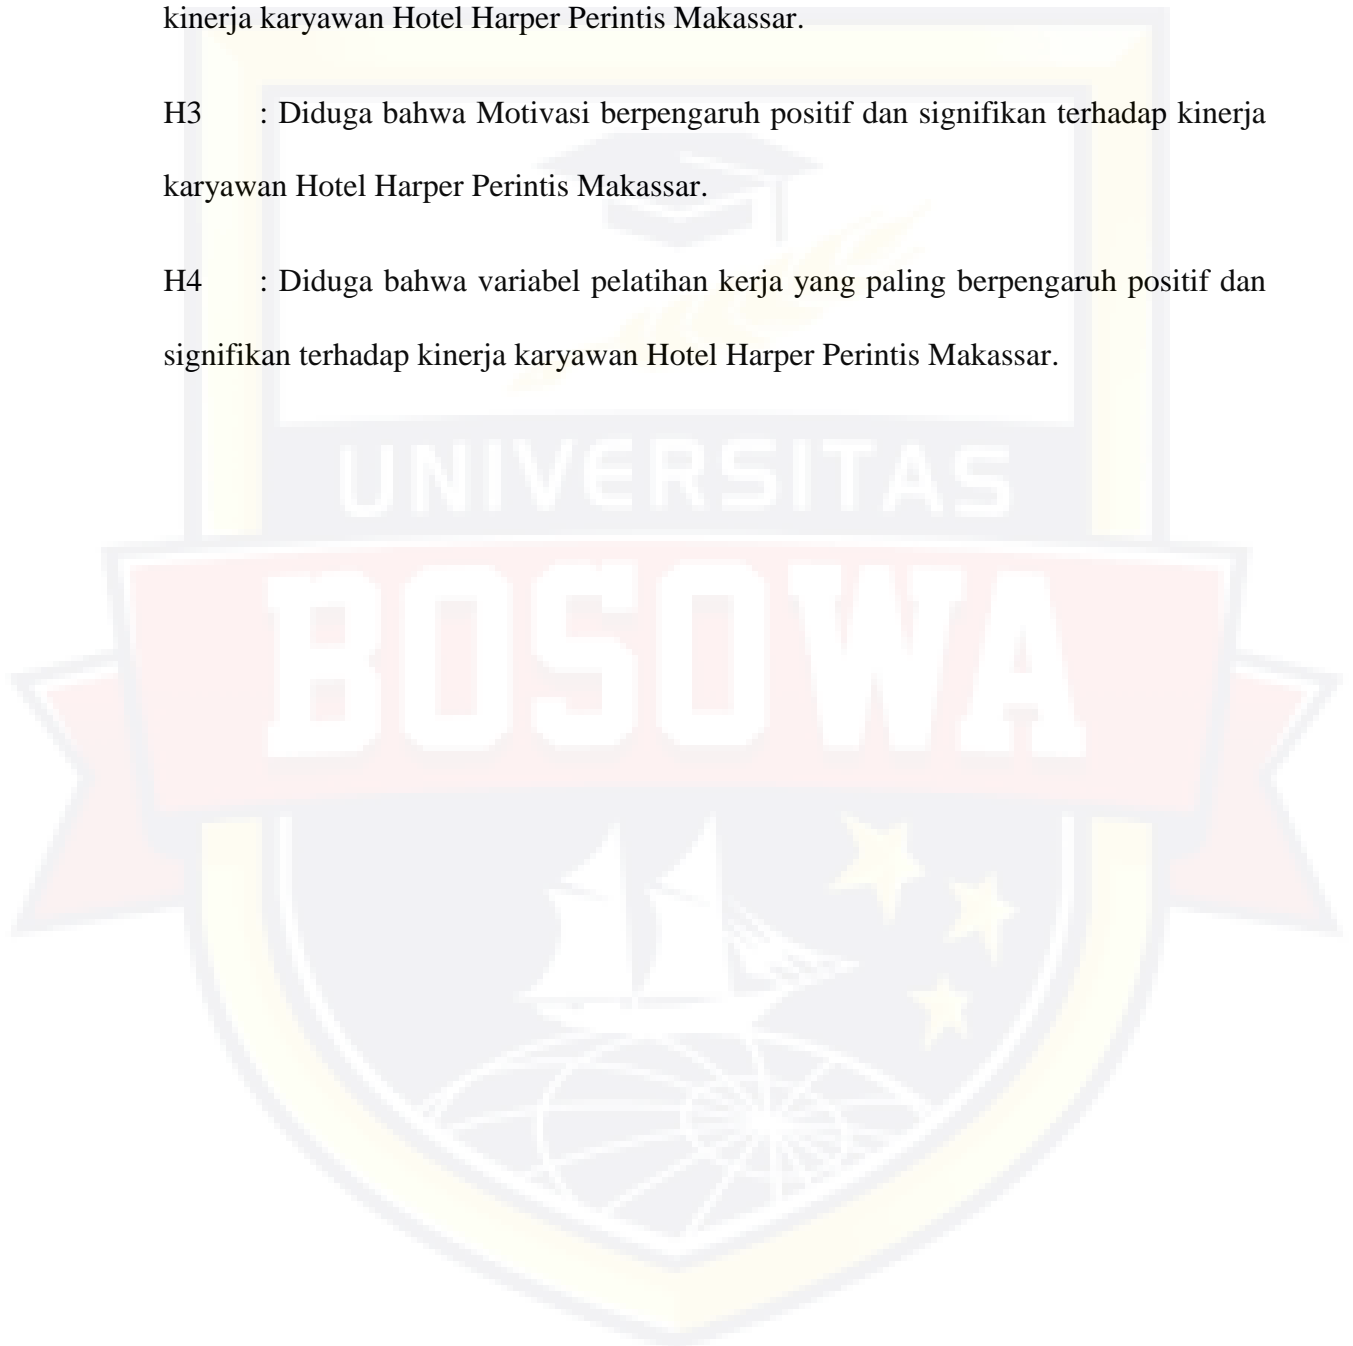 kinerja karyawan Hotel Harper Perintis Makassar.
H3 : Diduga bahwa Motivasi berpengaruh positif dan signifikan terhadap kinerja
karyawan Hotel Harper Perintis Makassar.
H4 : Diduga bahwa variabel pelatihan kerja yang paling berpengaruh positif dan
signifikan terhadap kinerja karyawan Hotel Harper Perintis Makassar.
UNIVERSITAS
BOSOWA